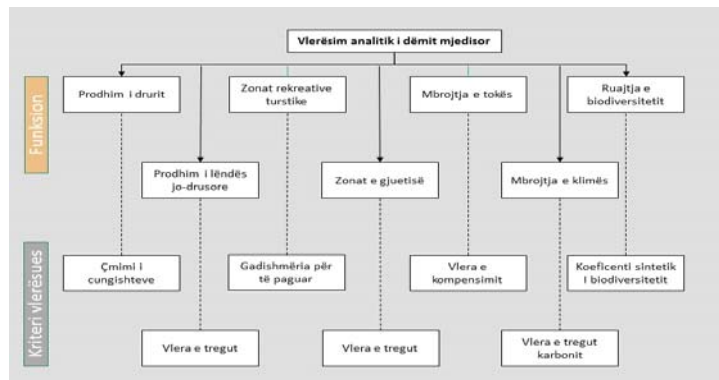 Vlerësim analitik i dëmit mjedisor
Funksion
Prodhim i drurit
Zonat rekreative
turstike
Mbrojtja e tokës
Ruajtja e
biodiversitetit
Prodhim i lëndës
jo-drusore
Zonat e gjuetisë
Mbrojtja e klimës
Kriteri vlerësues
Çmimi i
cungishteve
Gadishmëria për
të paguar
Vlera e
kompensimit
Koeficenti sintetik
I biodiversitetit
Vlera e tregut
Vlera e tregut
Vlera e tregut
karbonit